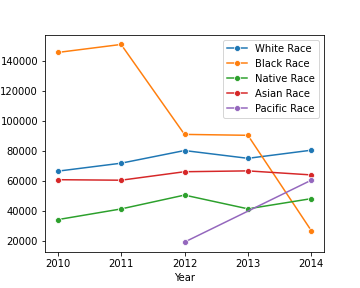 White Race
Black Race
Native Race
Asian Race
Pacific Race
140000
120000
100000
80000
60000
40000
20000
2010 2011 2012 2013 2014
Year